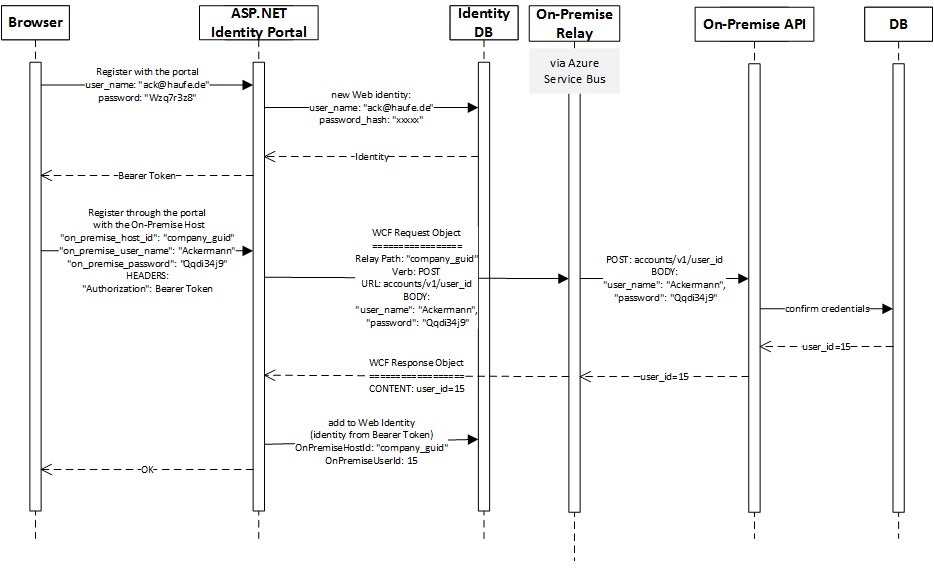 Browser
ASP.NET
Identity Portal
Identity
DB
On-Premise
Relay
On-Premise API
DB
via Azure
Service Bus
Register with the portal
user_name: "ack@haufe.de"
password: "Wzq7r3z8"
new Web identity:
user_name: "ack@haufe.de"
password_hash: "xxxxx"
Identity
Bearer Token
Register through the portal
with the On-Premise Host
"on_premise_host_id": "company_guid"
"on_premise_user_name": "Ackermann"
"on_premise_password": "Qqdi34j9"
HEADERS:
"Authorization": Bearer Token
WCF Request Object
=================
Relay Path: "company_guid"
Verb: POST
URL: accounts/v1/user_id
BODY:
"user_name": "Ackermann",
"password": "Qqdi34j9"
POST: accounts/v1/user_id
BODY:
"user_name": "Ackermann",
"password": "Qqdi34j9"
confirm credentials
user_id=15
user_id=15
WCF Response Object
==================
CONTENT: user_id=15
add to Web Identity
(identity from Bearer Token)
OnPremiseHostId: "company_guid"
OnPremiseUserId: 15
OK